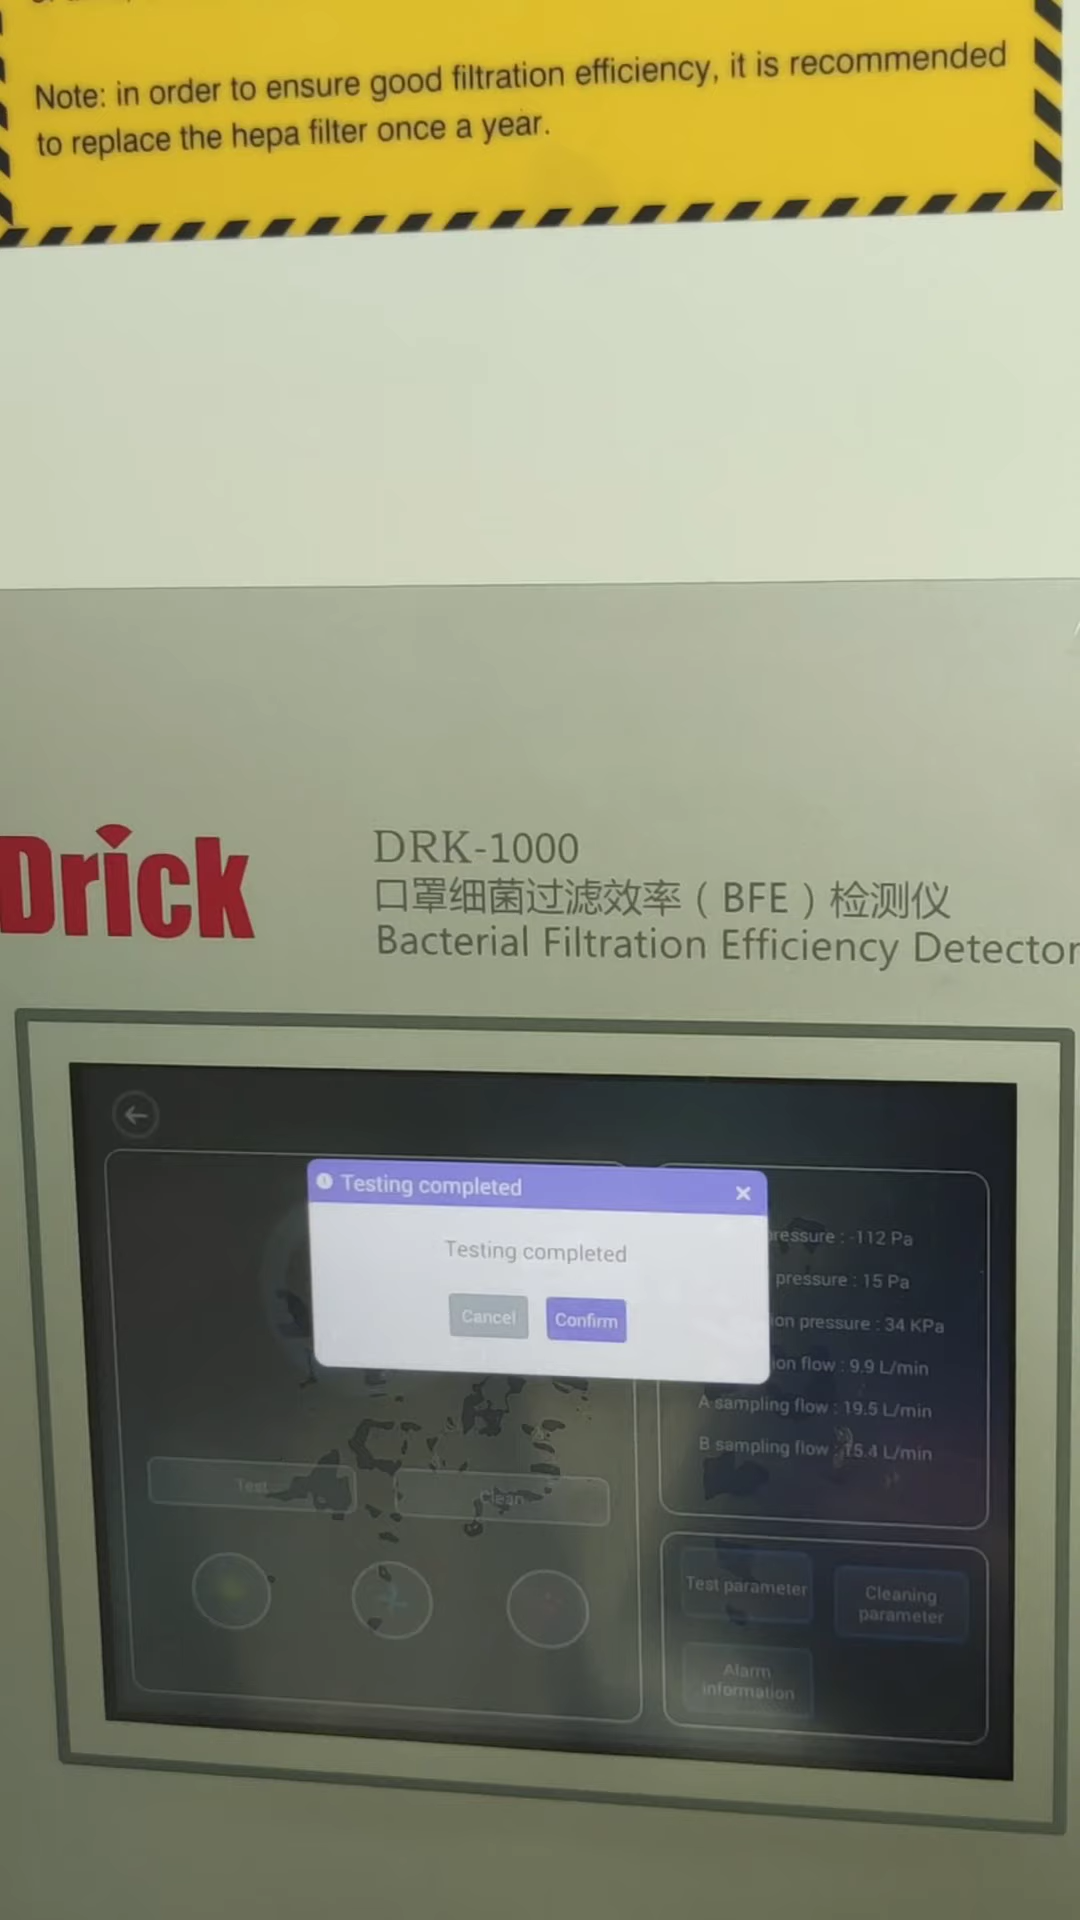 Note: in order to ensure good filtration efficiency, it is recommended
to replace the hepa filter once a year.
Drick
DRK-1000
口罩细菌过滤效率（BFE）检测仪
Bacterial Filtration Efficiency Detector
Testing completed
Testing completed
Cancel
Confirm
ressure : -112 Pa
pressure : 15 Pa
ion pressure : 34 KPa
ion flow : 9.9 L/min
A sampling flow : 19.5 L/min
B sampling flow : 15.4 L/min
Test
Clean
Test parameter
Cleaning
parameter
Alarm
information